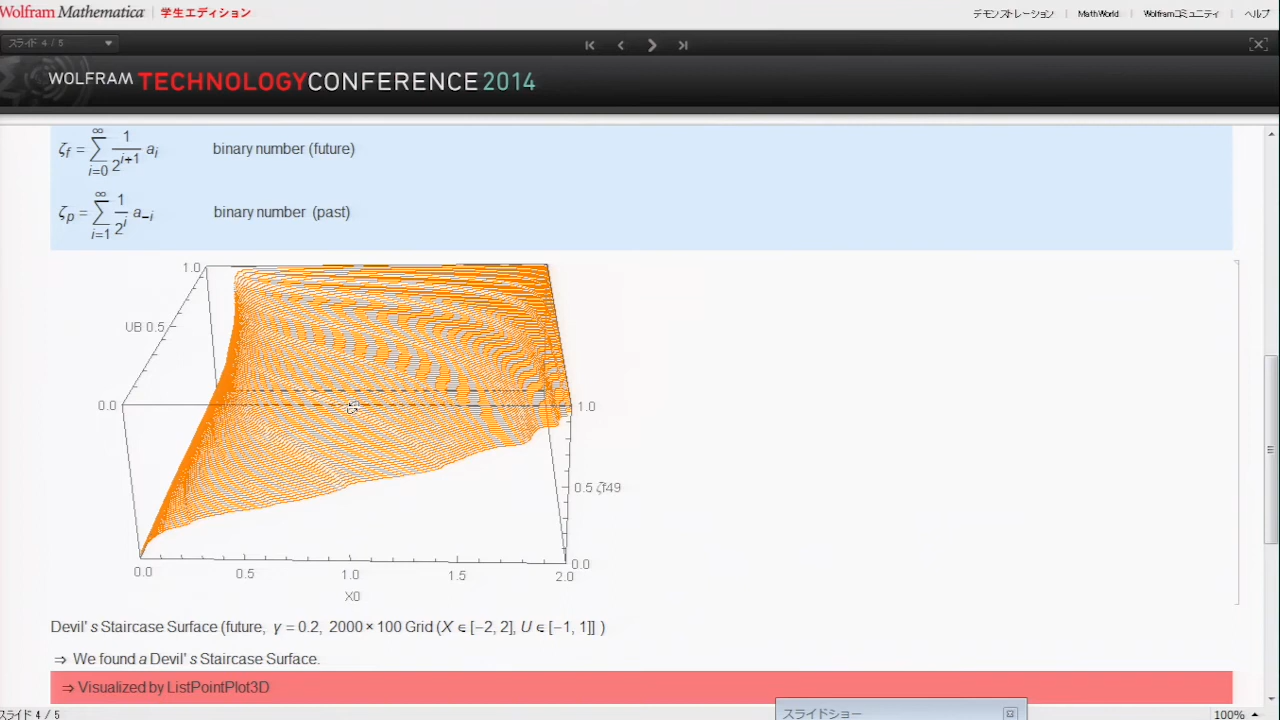 Wolfram Mathematica | 学生エディション
デモンストレーション | MathWorld | Wolframコミュニティ | ヘルプ
スライド 4 / 5
WOLFRAM TECHNOLOGYCONFERENCE 2014
ζf = ∑ i=0 ∞ 1 / 2^(i+1) a_i binary number (future)
ζp = ∑ i=1 ∞ 1 / 2^i a_−i binary number (past)
1.0
UB 0.5
0.0
1.0
0.5 ζf49
0.0
0.0 0.5 1.0 1.5 2.0
X0
Devil' s Staircase Surface (future, γ = 0.2, 2000 × 100 Grid (X ∈ [−2, 2], U ∈ [−1, 1]] )
⇒ We found a Devil' s Staircase Surface.
⇒ Visualized by ListPointPlot3D
スライドショー
スライド 4 / 5
100%